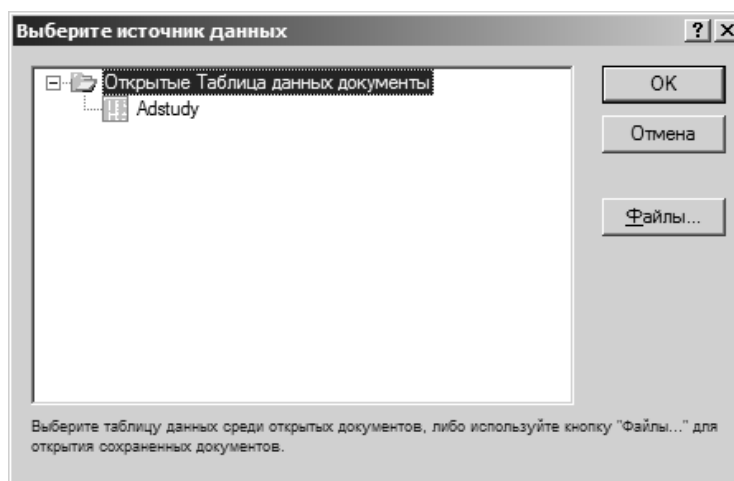 Выберите источник данных
Открытые Таблица данных документы
Adstudy
OK
Отмена
Файлы...
Выберите таблицу данных среди открытых документов, либо используйте кнопку "Файлы..." для
открытия сохраненных документов.